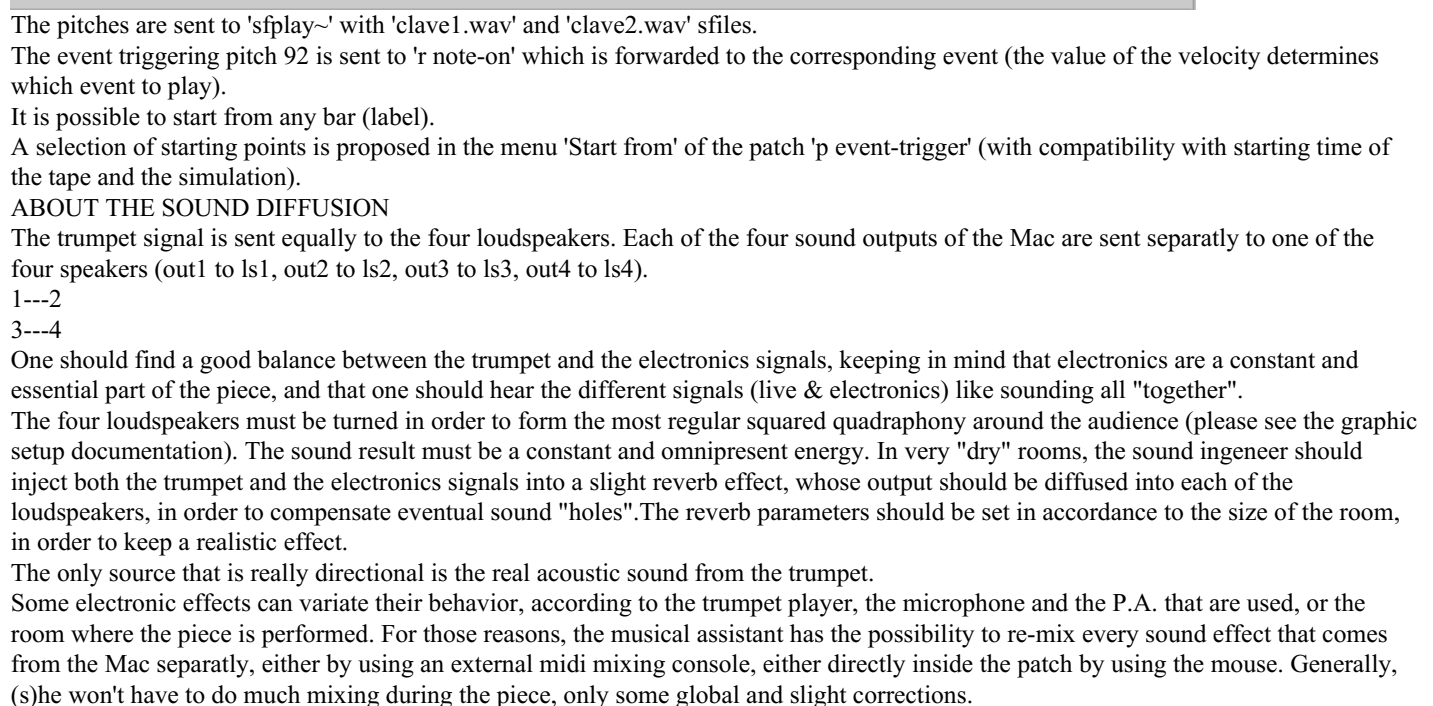 The pitches are sent to 'sfplay~' with 'clave1.wav' and 'clave2.wav' sfiles.
The event triggering pitch 92 is sent to 'r note-on' which is forwarded to the corresponding event (the value of the velocity determines
which event to play).
It is possible to start from any bar (label).
A selection of starting points is proposed in the menu 'Start from' of the patch 'p event-trigger' (with compatibility with starting time of
the tape and the simulation).
ABOUT THE SOUND DIFFUSION
The trumpet signal is sent equally to the four loudspeakers. Each of the four sound outputs of the Mac are sent separatly to one of the
four speakers (out1 to ls1, out2 to ls2, out3 to ls3, out4 to ls4).
1---2
3---4
One should find a good balance between the trumpet and the electronics signals, keeping in mind that electronics are a constant and
essential part of the piece, and that one should hear the different signals (live & electronics) like sounding all "together".
The four loudspeakers must be turned in order to form the most regular squared quadraphony around the audience (please see the graphic
setup documentation). The sound result must be a constant and omnipresent energy. In very "dry" rooms, the sound ingeneer should
inject both the trumpet and the electronics signals into a slight reverb effect, whose output should be diffused into each of the
loudspeakers, in order to compensate eventual sound "holes".The reverb parameters should be set in accordance to the size of the room,
in order to keep a realistic effect.
The only source that is really directional is the real acoustic sound from the trumpet.
Some electronic effects can variate their behavior, according to the trumpet player, the microphone and the P.A. that are used, or the
room where the piece is performed. For those reasons, the musical assistant has the possibility to re-mix every sound effect that comes
from the Mac separatly, either by using an external midi mixing console, either directly inside the patch by using the mouse. Generally,
(s)he won't have to do much mixing during the piece, only some global and slight corrections.